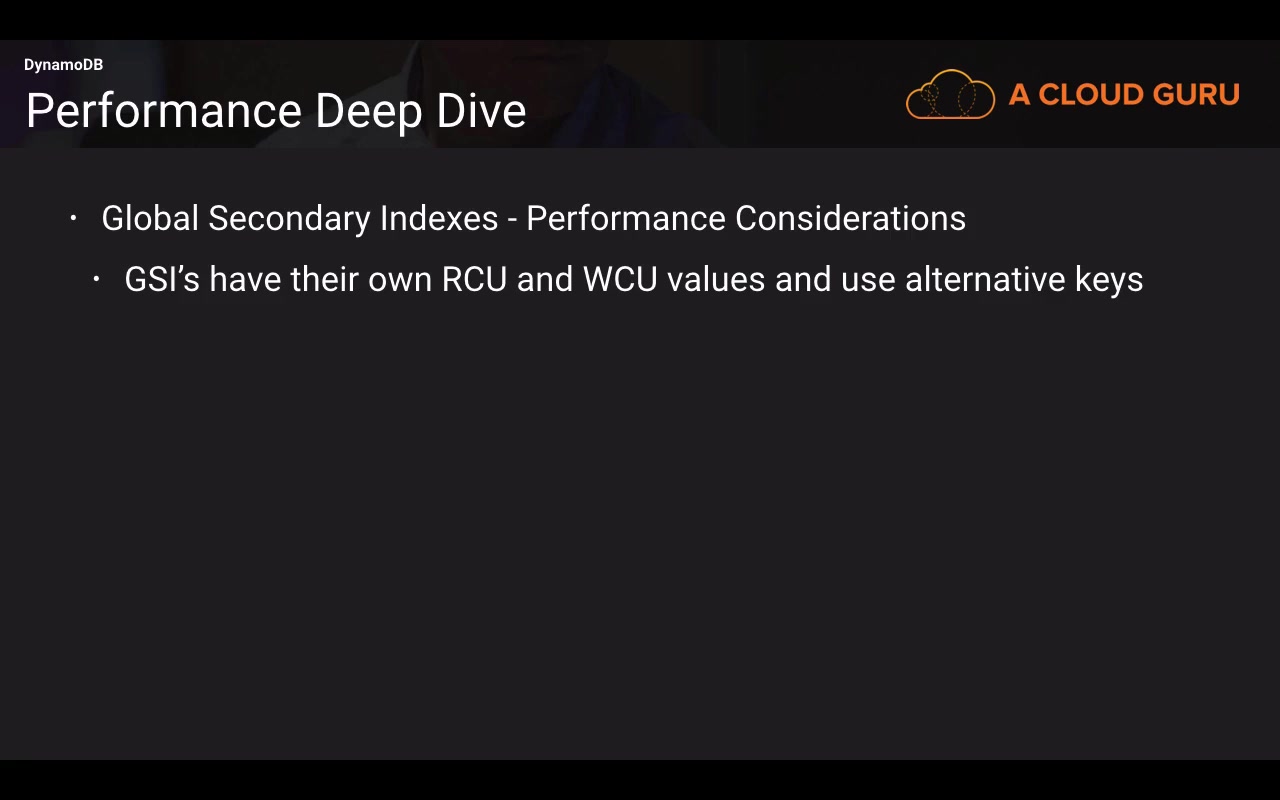 DynamoDB
Performance Deep Dive
A CLOUD GURU
• Global Secondary Indexes - Performance Considerations
• GSI’s have their own RCU and WCU values and use alternative keys